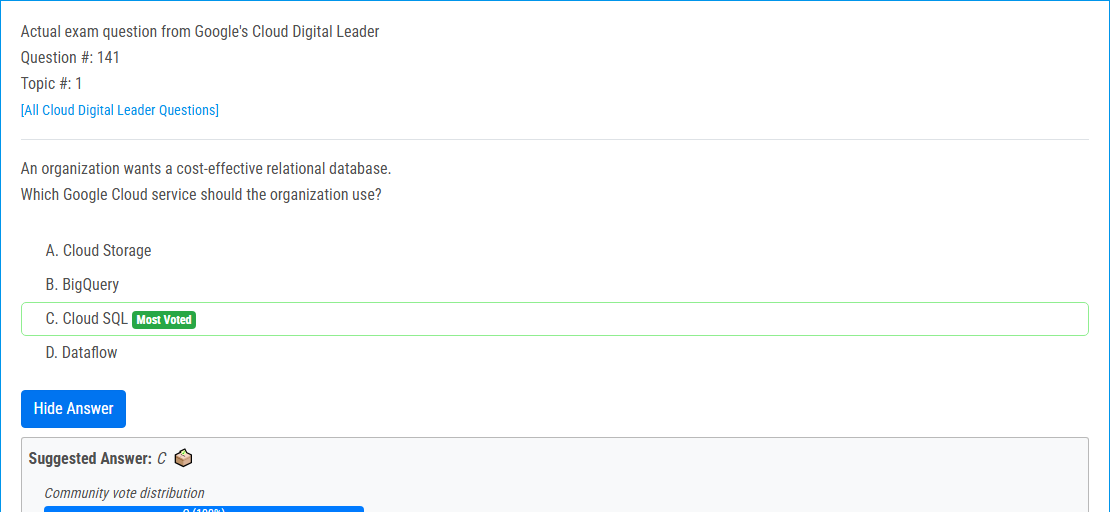 Actual exam question from Google's Cloud Digital Leader
Question #: 141
Topic #: 1
[All Cloud Digital Leader Questions]
An organization wants a cost-effective relational database.
Which Google Cloud service should the organization use?
A. Cloud Storage
B. BigQuery
C. Cloud SQL Most Voted
D. Dataflow
Hide Answer
Suggested Answer: C
Community vote distribution